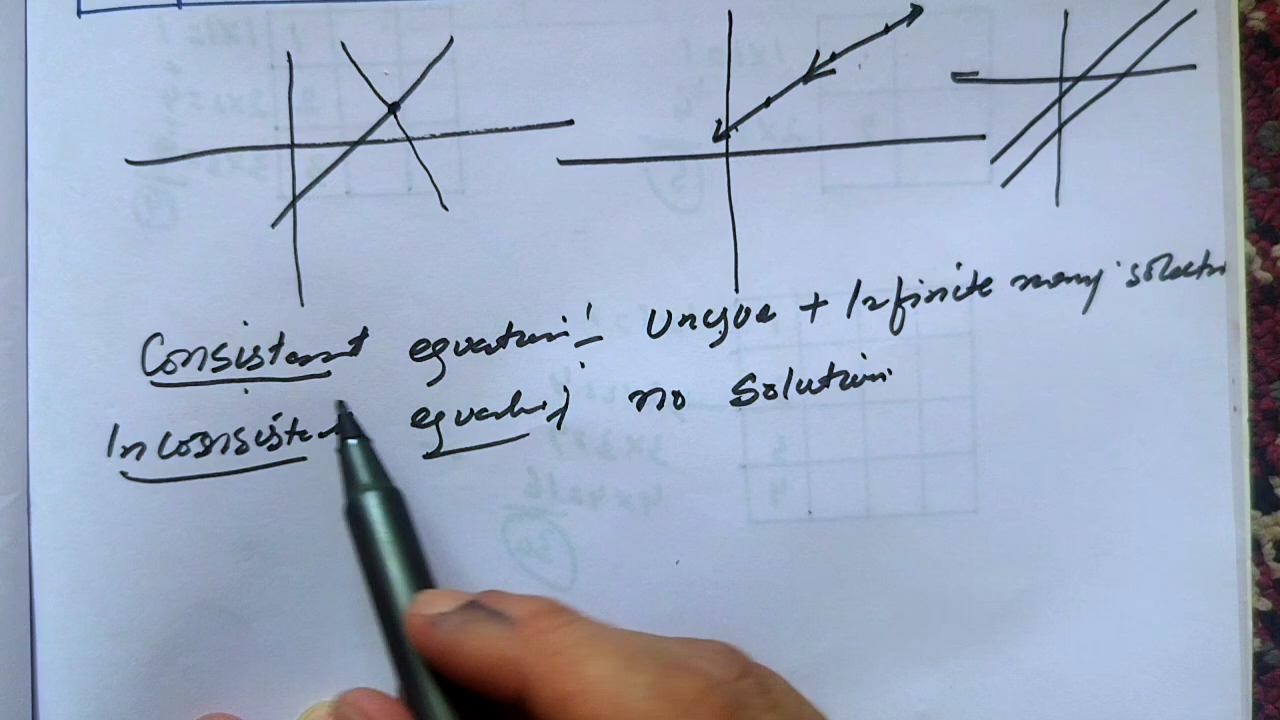 Consistent equation:- Unique + Infinite many solution
Inconsistent equation; no solution